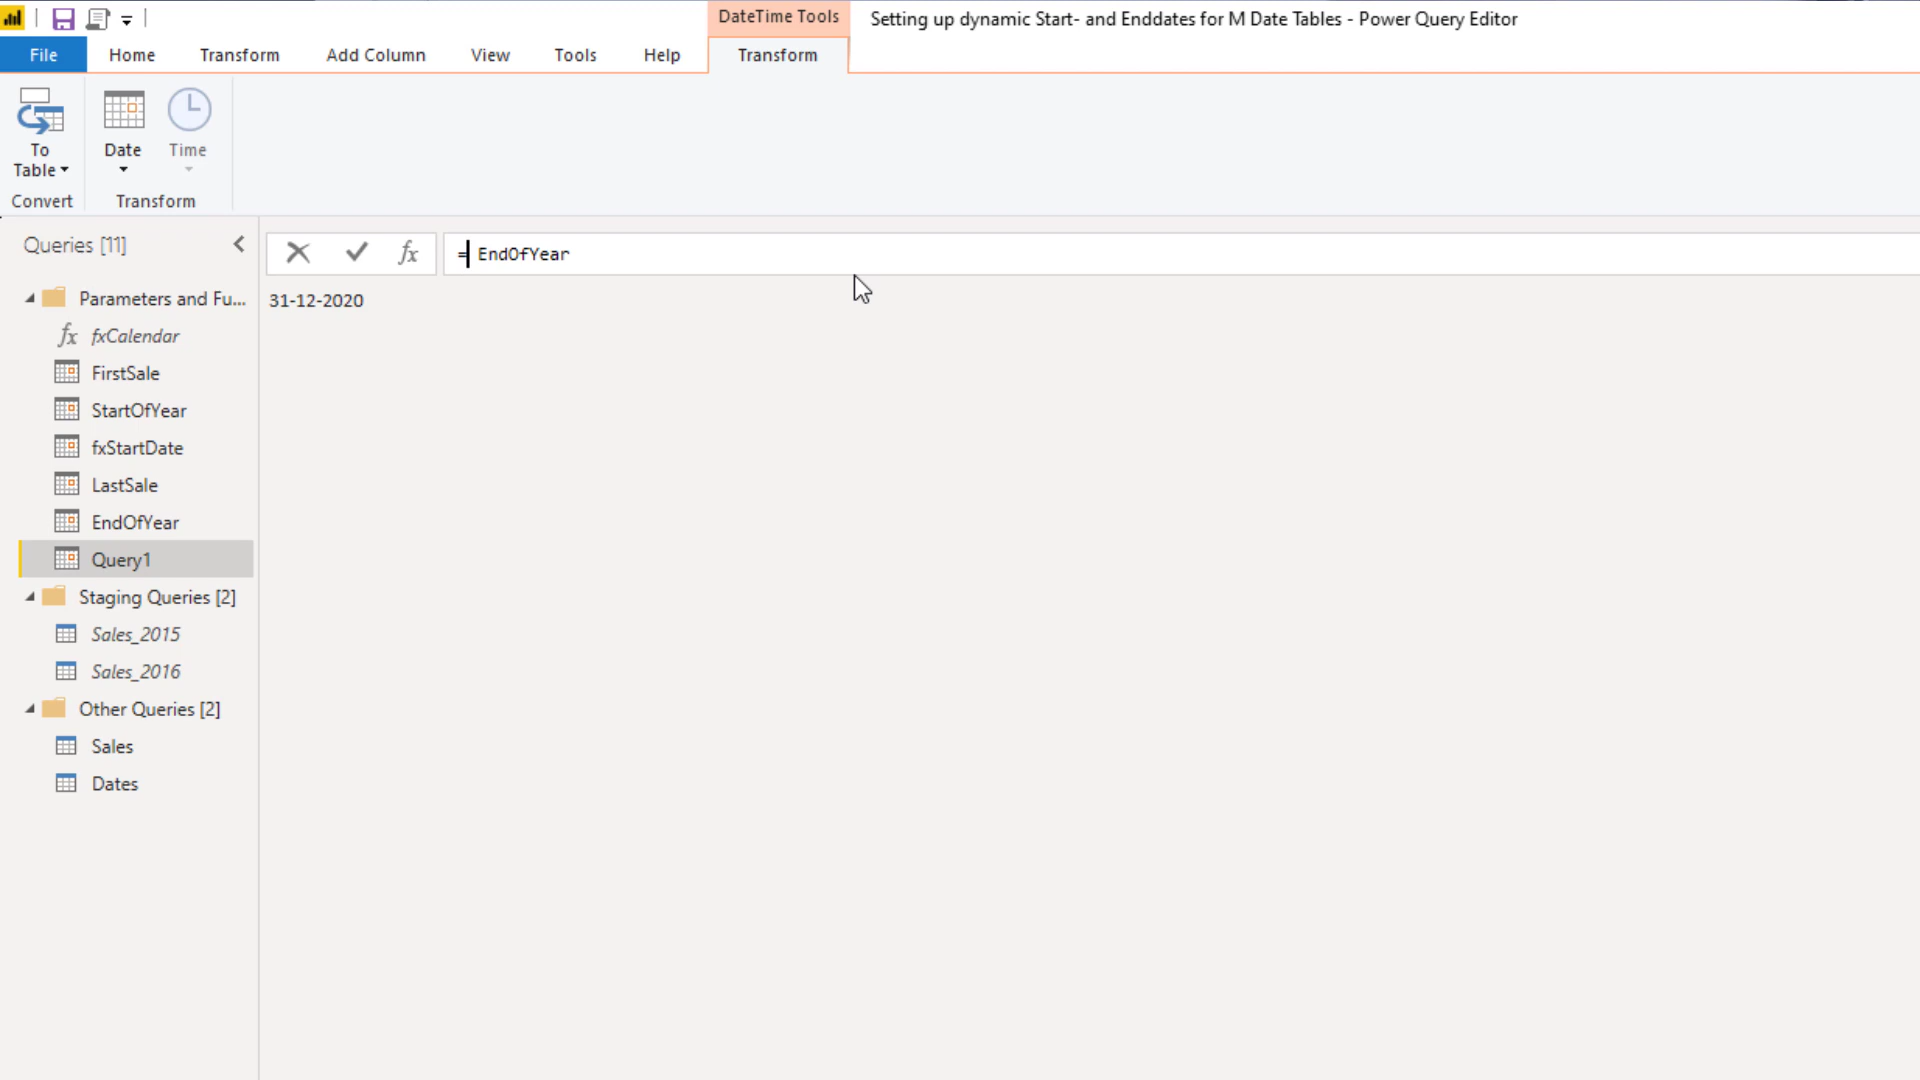 DateTime Tools
Setting up dynamic Start- and Enddates for M Date Tables - Power Query Editor
File
Home
Transform
Add Column
View
Tools
Help
Transform
To
Table
Date
Time
Convert
Transform
Queries [11]
fx
= EndOfYear
Parameters and Fu...
31-12-2020
fx fxCalendar
FirstSale
StartOfYear
fxStartDate
LastSale
EndOfYear
Query1
Staging Queries [2]
Sales_2015
Sales_2016
Other Queries [2]
Sales
Dates